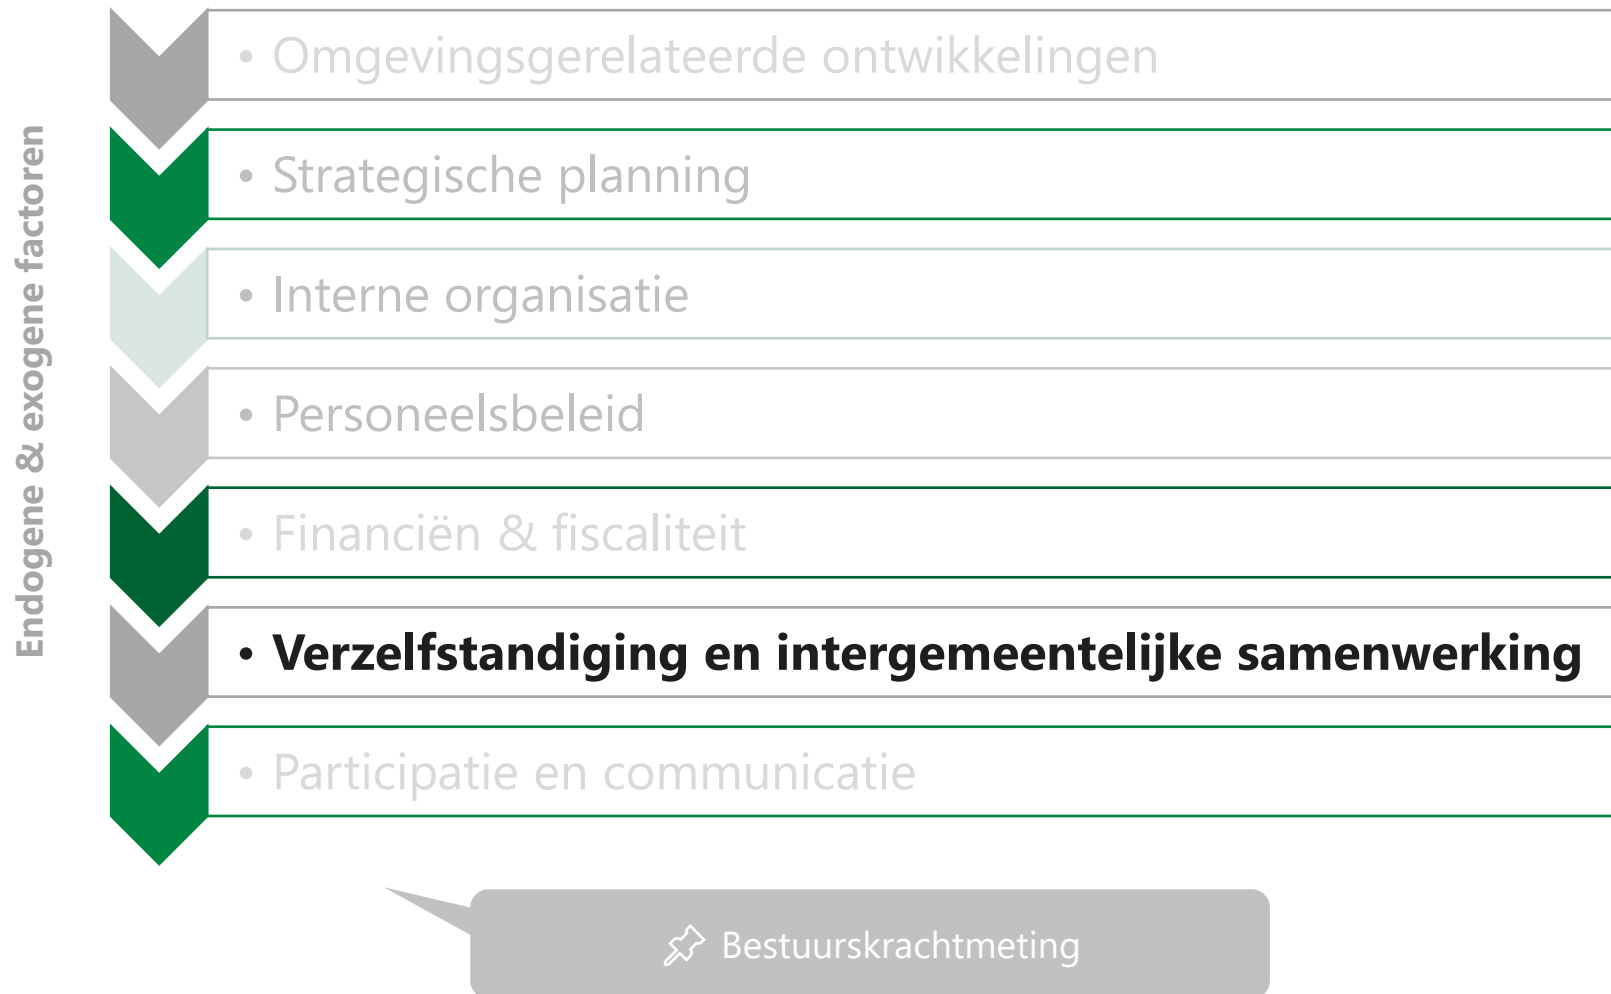 Endogene & exogene factoren
• Omgevingsgerelateerde ontwikkelingen
• Strategische planning
• Interne organisatie
• Personeelsbeleid
• Financiën & fiscaliteit
• Verzelfstandiging en intergemeentelijke samenwerking
• Participatie en communicatie
Bestuurskrachtmeting